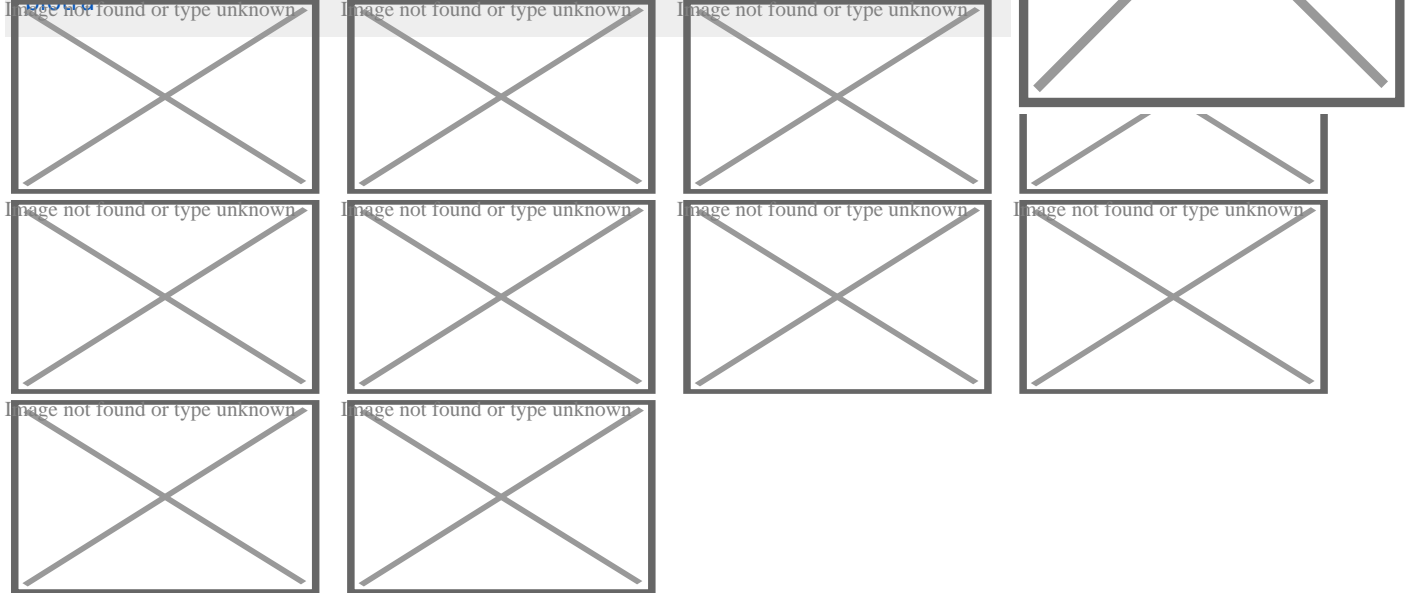 Image not found or type unknown Image not found or type unknown Image not found or type unknown
Image not found or type unknown Image not found or type unknown Image not found or type unknown Image not found or type unknown
Image not found or type unknown Image not found or type unknown